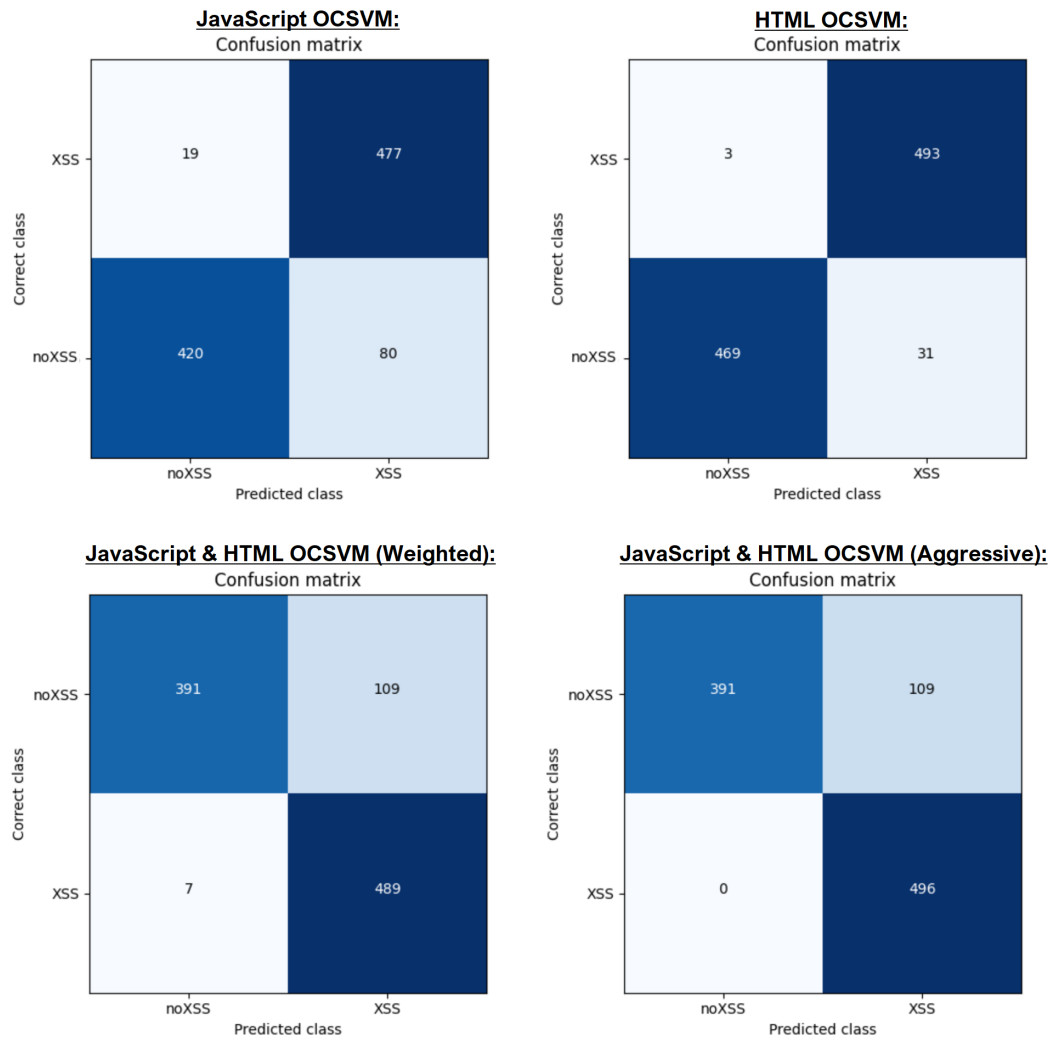 JavaScript OCSVM:
Confusion matrix
XSS
19
477
Correct class
noXSS
420
80
noXSS
XSS
Predicted class
HTML OCSVM:
Confusion matrix
XSS
3
493
Correct class
noXSS
469
31
noXSS
XSS
Predicted class
JavaScript & HTML OCSVM (Weighted):
Confusion matrix
noXSS
391
109
Correct class
XSS
7
489
noXSS
XSS
Predicted class
JavaScript & HTML OCSVM (Aggressive):
Confusion matrix
noXSS
391
109
Correct class
XSS
0
496
noXSS
XSS
Predicted class